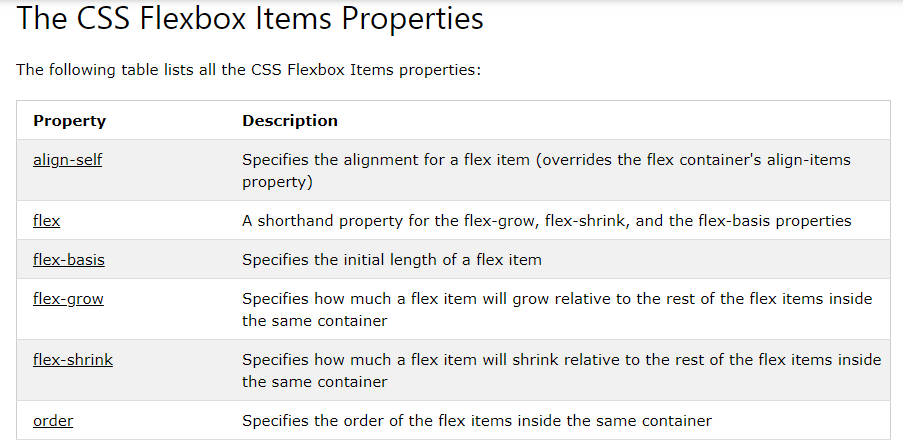 The CSS Flexbox Items Properties
The following table lists all the CSS Flexbox Items properties:
Property Description
align-self Specifies the alignment for a flex item (overrides the flex container's align-items
property)
flex A shorthand property for the flex-grow, flex-shrink, and the flex-basis properties
flex-basis Specifies the initial length of a flex item
flex-grow Specifies how much a flex item will grow relative to the rest of the flex items inside
the same container
flex-shrink Specifies how much a flex item will shrink relative to the rest of the flex items inside
the same container
order Specifies the order of the flex items inside the same container